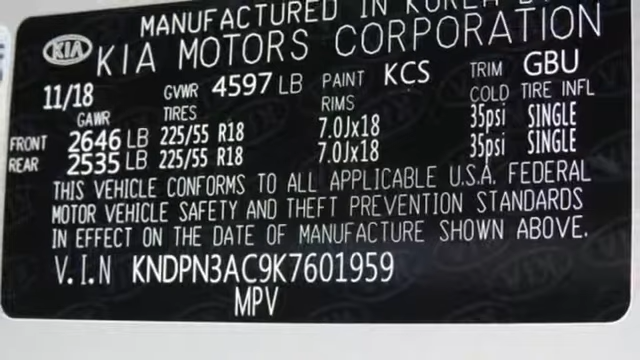 MANUFACTURED IN KOREA BY
KIA KIA MOTORS CORPORATION
11/18 GVWR 4597 LB PAINT KCS TRIM GBU
GAWR TIRES RIMS COLD TIRE INFL
FRONT 2646 LB 225/55 R18 7.0Jx18 35psi SINGLE
REAR 2535 LB 225/55 R18 7.0Jx18 35psi SINGLE
THIS VEHICLE CONFORMS TO ALL APPLICABLE U.S.A. FEDERAL
MOTOR VEHICLE SAFETY AND THEFT PREVENTION STANDARDS
IN EFFECT ON THE DATE OF MANUFACTURE SHOWN ABOVE.
V.I.N KNDPN3AC9K7601959
MPV